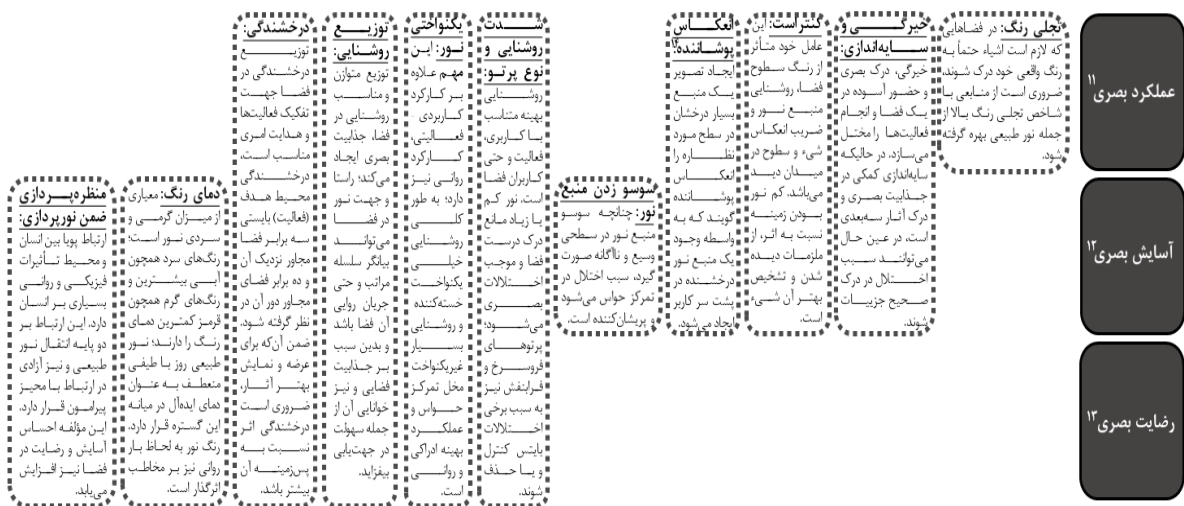 عملکرد بصری۱۱
آسایش بصری۱۲
رضایت بصری۱۳
تجلی رنگ: در فضاهایی
که لازم است اشیاء حتماً به
رنگ واقعی خود درک شوند،
ضروری است از منابعی با
شاخص تجلی رنگ بالا از
جمله نور طبیعی بهره گرفته
شود.
خیرگی و
سایه‌اندازی:
خیرگی، درک بصری
و حضور آسوده در
یک فضا و انجام
فعالیت‌ها را مختل
می‌سازد. در حالیکه
سایه‌اندازی کمکی در
جذابیت بصری و
درک آثار سه‌بعدی
است، در عین حال
می‌توانند سبب
اختلال در درک
صحیح جزییات
شوند.
کنتراست: این
عامل خود متأثر
از رنگ سطوح
فضا، روشنایی
منبع نور و
ضریب انعکاس
شیء و سطوح در
میدان دید
می‌باشد. کم نور
بودن زمینه
نسبت به اثر، از
ملزمات دیده
شدن و تشخیص
بهتر آن شیء
است.
انعکاس
پوشاننده۱۴:
ایجاد تصویر
یک منبع
بسیار درخشان
در سطح مورد
نظاره را
انعکاس
پوشاننده
گویند که به
واسطه وجود
یک منبع نور
درخشنده در
پشت سر کاربر
ایجاد می‌شود.
سوسو زدن منبع
نور: چنانچه سوسو
منبع نور در سطحی
وسیع و ناآگانه صورت
گیرد، سبب اختلال در
تمرکز حواس می‌شود
و پریشان‌کننده است.
شدت
روشنایی و
نوع پرتو:
روشنایی
بهینه متناسب
با کاربری،
فعالیت و حتی
کاربران فضا
است. نور کم
یا زیاد مانع
درک درست
فضا و موجب
اختلالات
بصری
می‌شود؛
پرتوهای
فروسرخ و
فرابنفش نیز
به سبب برخی
اختلالات
بایتس کنترل
و یا حذف
شوند.
یکنواختی
نور: این
مهم علاوه
بر کارکرد
کاربردی
فعالیتی،
کارکرد
روانی نیز
دارد؛ به طور
کلی
روشنایی
خیلی
یکنواخت
خسته‌کننده
و روشنایی
بسیار
غیریکنواخت
مخل تمرکز
حواس و
عملکرد
بهینه ادراکی
و روانی
است.
توزیع
روشنایی:
توزیع متوازن
و مناسب
روشنایی در
فضا، جذابیت
بصری ایجاد
می‌کند؛ راستا
و جهت نور
در فضا
می‌تواند
بیانگر سلسله
مراتب و حتی
جریان روایی
آن فضا باشد
و بدین سبب
بر جذابیت
فضایی و نیز
خوانایی آن از
جمله سهولت
در جهت‌یابی
بیفزاید.
درخشندگی:
توزیع
درخشندگی در
فضا جهت
تفکیک فعالیت‌ها
و هدایت امری
مناسب است.
درخشندگی
محیط هدف
(فعالیت) بایستی
سه برابر فضا
مجاور نزدیک آن
و ده برابر فضای
مجاور دور آن در
نظر گرفته شود.
ضمن آن‌که برای
عرضه و نمایش
بهتر آثار،
ضروری است
درخشندگی اثر
نسبت به
پس‌زمینه آن
بیشتر باشد.
دمای رنگ: معیاری
از میزان گرمی و
سردی نور است؛
رنگ‌های سرد همچون
آبی بیشترین و
رنگ‌های گرم همچون
قرمز کمترین دمای
رنگ را دارند؛ نور
طبیعی روز با طیفی
منعطف به عنوان
دمای ایده‌آل در میانه
این گستره قرار دارد.
رنگ نور به لحاظ بار
روانی نیز بر مخاطب
اثرگذار است.
منظره‌پردازی
ضمن نورپردازی:
ارتباط پویا بین انسان
و محیط تأثیرات
فیزیکی و روانی
بسیاری بر انسان
دارد. این ارتباط بر
دو پایه انتقال نور
طبیعی و نیز آزادی
در ارتباط با محیز
پیرامون قرار دارد.
این مؤلفه احساس
آسایش و رضایت در
فضا نیز افزایش
می‌یابد.